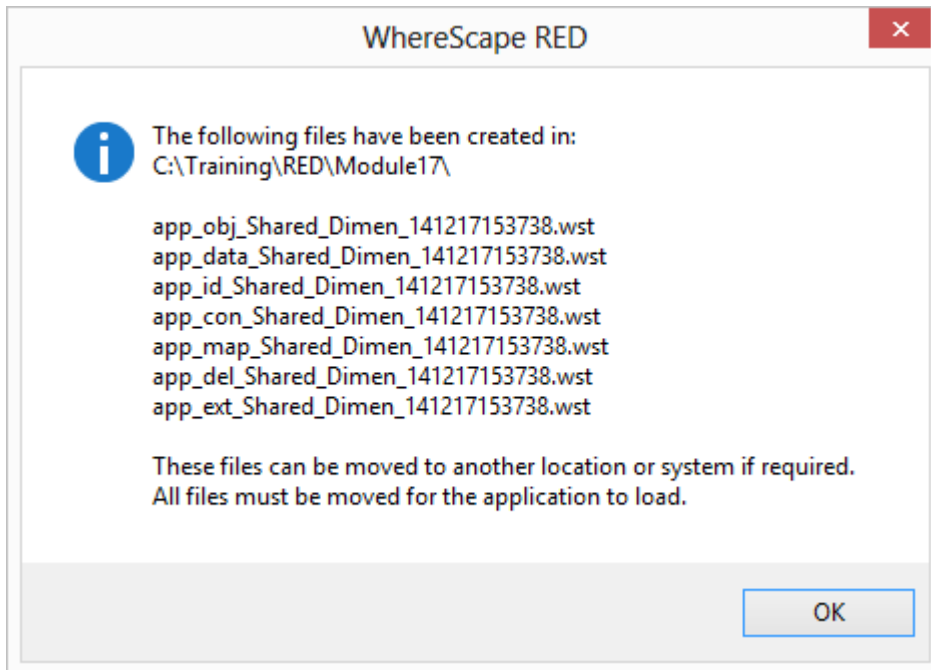 WhereScape RED
The following files have been created in:
C:\Training\RED\Module17\
app_obj_Shared_Dimen_141217153738.wst
app_data_Shared_Dimen_141217153738.wst
app_id_Shared_Dimen_141217153738.wst
app_con_Shared_Dimen_141217153738.wst
app_map_Shared_Dimen_141217153738.wst
app_del_Shared_Dimen_141217153738.wst
app_ext_Shared_Dimen_141217153738.wst
These files can be moved to another location or system if required.
All files must be moved for the application to load.
OK